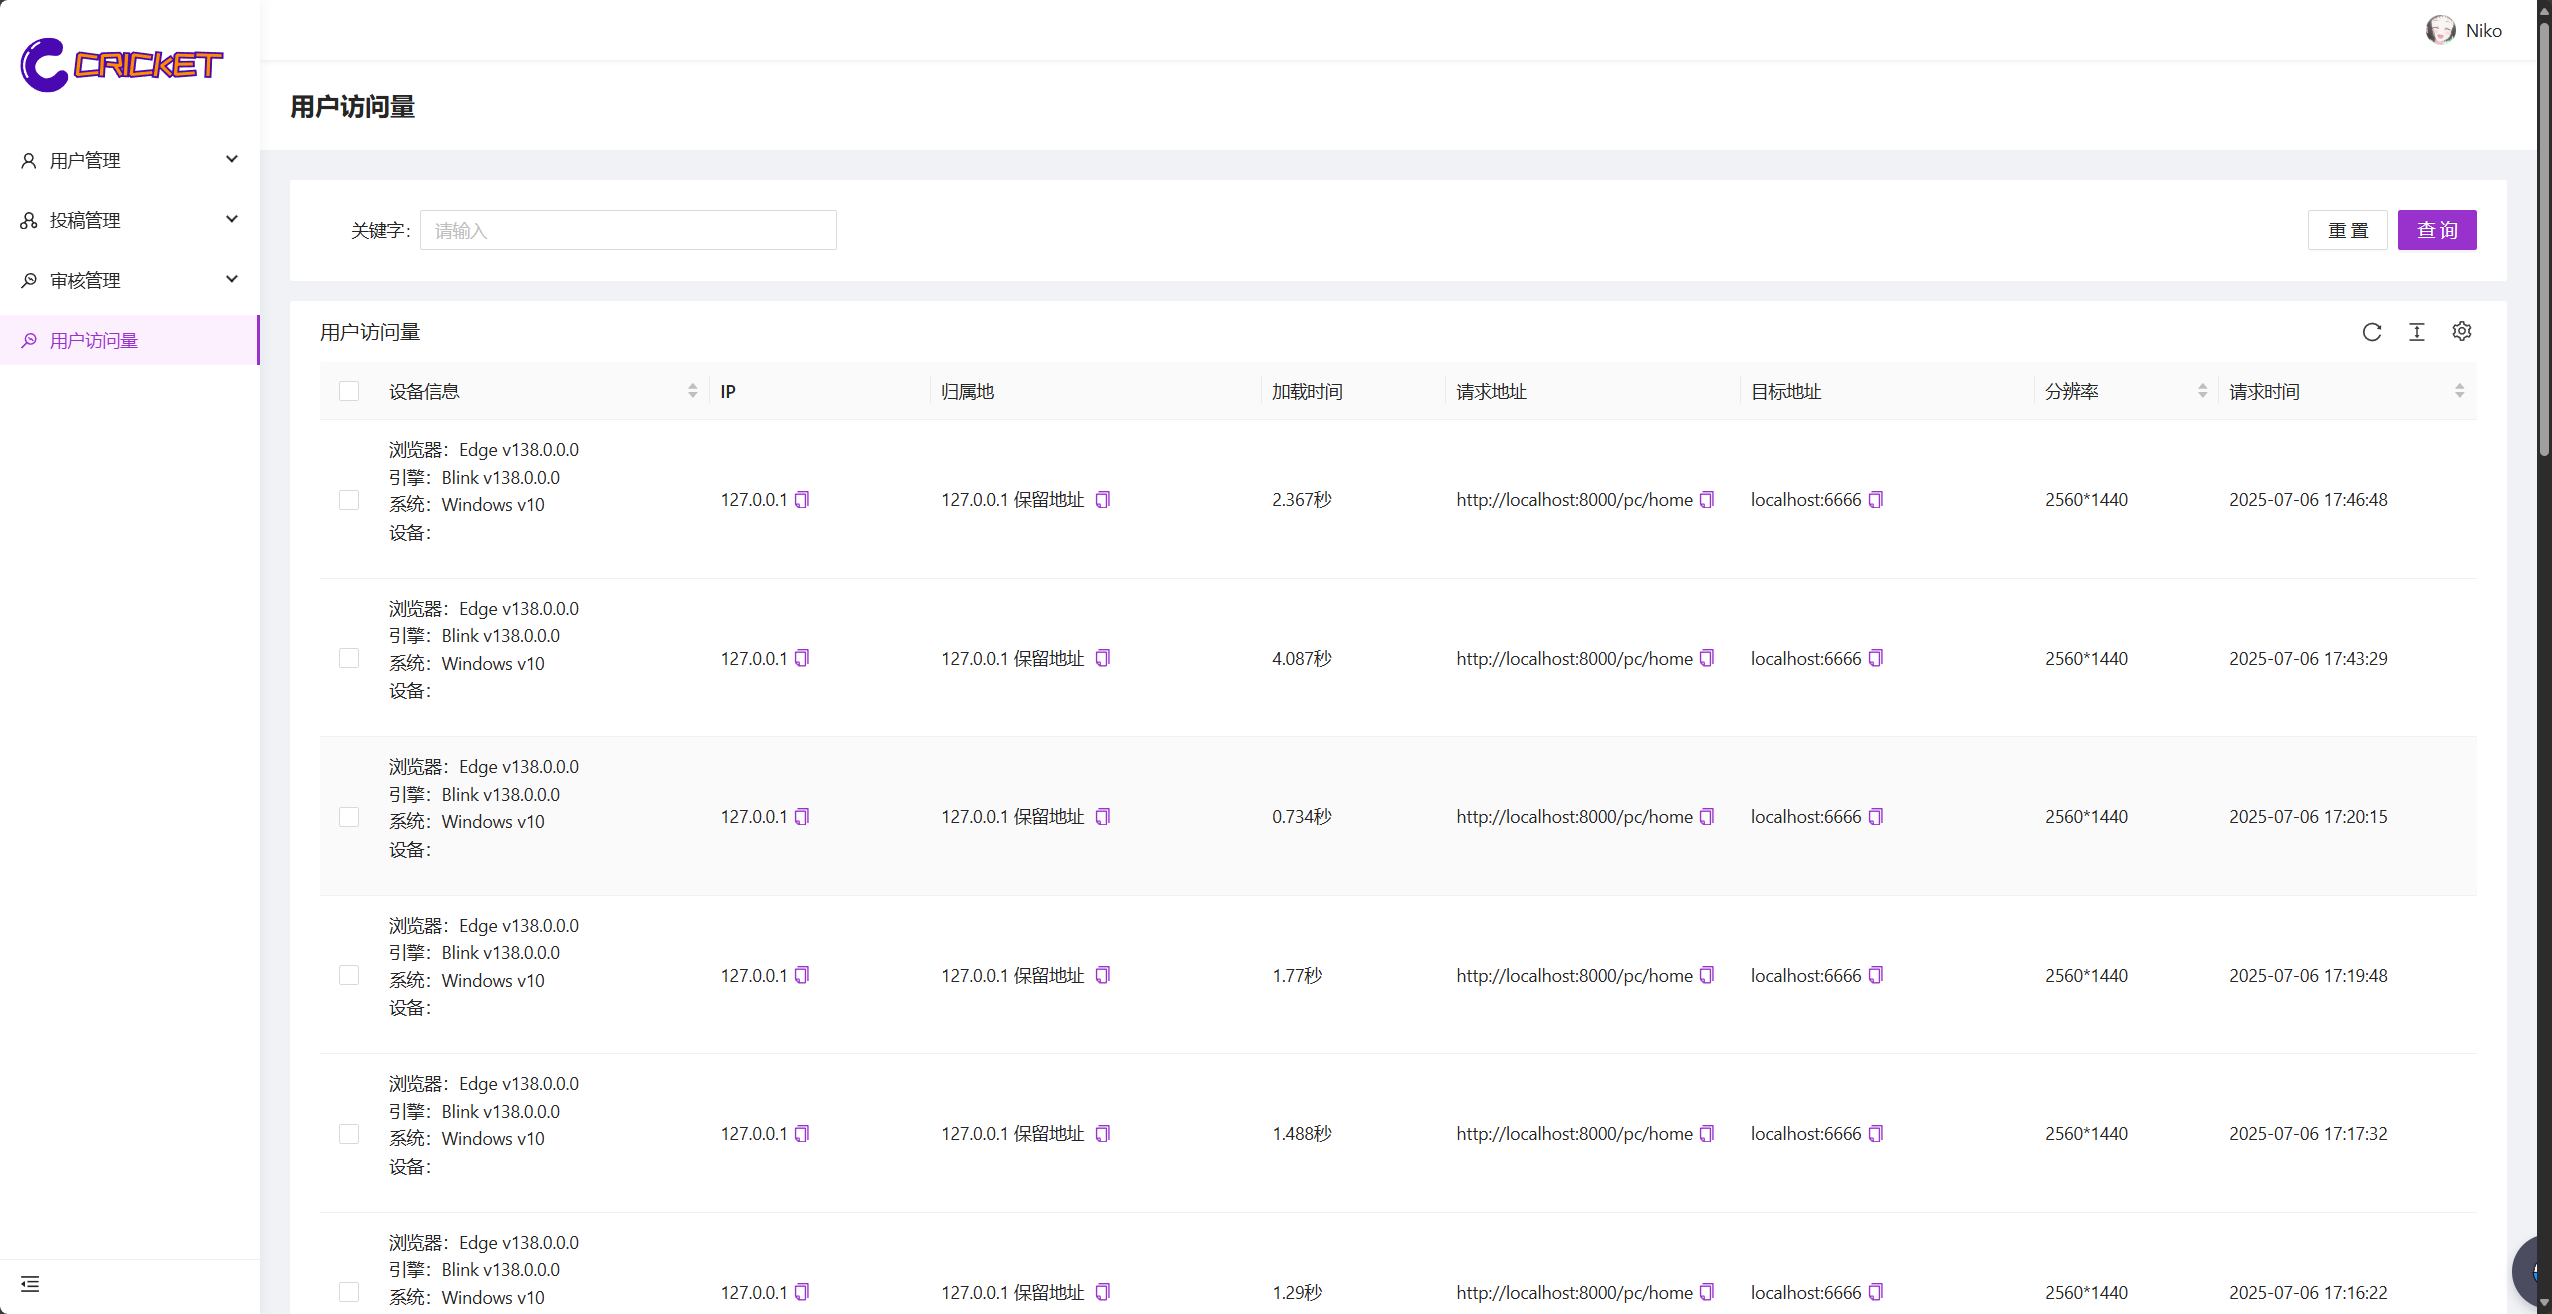 CRICKET
Niko
用户管理
投稿管理
审核管理
用户访问量
用户访问量
关键字:
请输入
重 置
查 询
用户访问量
设备信息 IP 归属地 加载时间 请求地址 目标地址 分辨率 请求时间
浏览器：Edge v138.0.0.0
引擎：Blink v138.0.0.0
系统：Windows v10
设备：
127.0.0.1 127.0.0.1 保留地址 2.367秒 http://localhost:8000/pc/home localhost:6666 2560*1440 2025-07-06 17:46:48
浏览器：Edge v138.0.0.0
引擎：Blink v138.0.0.0
系统：Windows v10
设备：
127.0.0.1 127.0.0.1 保留地址 4.087秒 http://localhost:8000/pc/home localhost:6666 2560*1440 2025-07-06 17:43:29
浏览器：Edge v138.0.0.0
引擎：Blink v138.0.0.0
系统：Windows v10
设备：
127.0.0.1 127.0.0.1 保留地址 0.734秒 http://localhost:8000/pc/home localhost:6666 2560*1440 2025-07-06 17:20:15
浏览器：Edge v138.0.0.0
引擎：Blink v138.0.0.0
系统：Windows v10
设备：
127.0.0.1 127.0.0.1 保留地址 1.77秒 http://localhost:8000/pc/home localhost:6666 2560*1440 2025-07-06 17:19:48
浏览器：Edge v138.0.0.0
引擎：Blink v138.0.0.0
系统：Windows v10
设备：
127.0.0.1 127.0.0.1 保留地址 1.488秒 http://localhost:8000/pc/home localhost:6666 2560*1440 2025-07-06 17:17:32
浏览器：Edge v138.0.0.0
引擎：Blink v138.0.0.0
系统：Windows v10
127.0.0.1 127.0.0.1 保留地址 1.29秒 http://localhost:8000/pc/home localhost:6666 2560*1440 2025-07-06 17:16:22